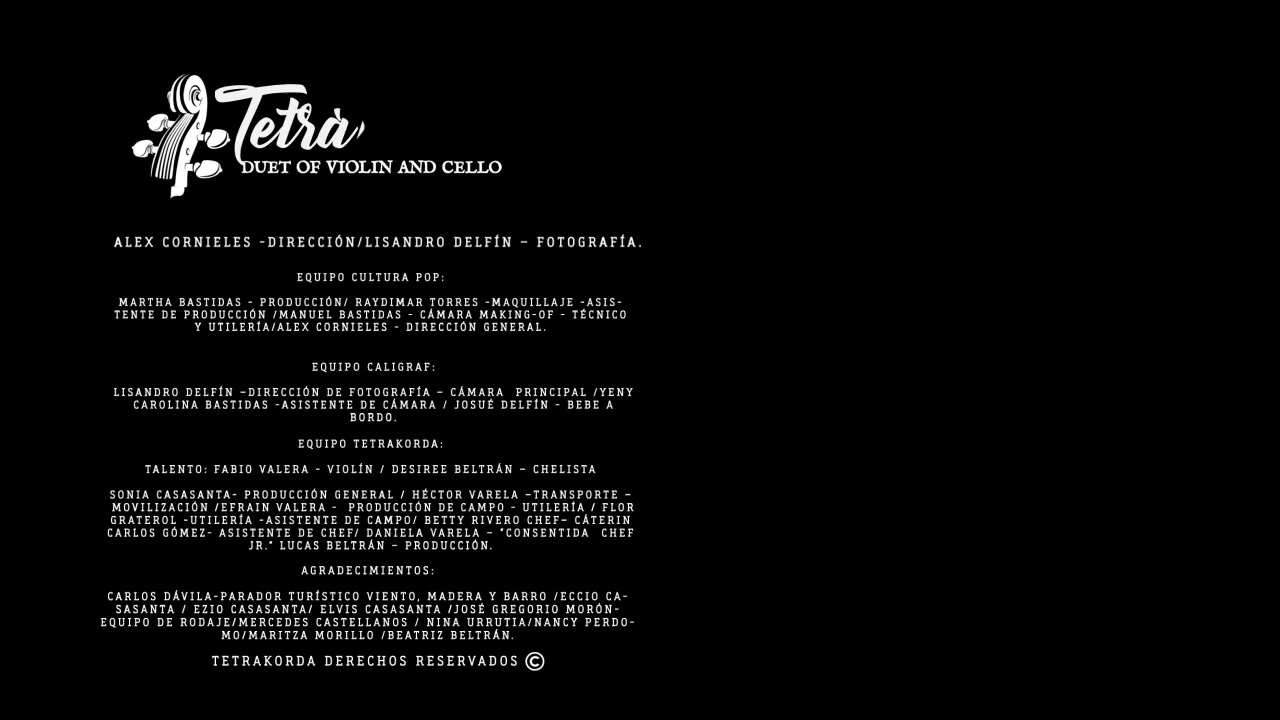 Tetrà
DUET OF VIOLIN AND CELLO
ALEX CORNIELES -DIRECCIÓN/LISANDRO DELFÍN – FOTOGRAFÍA.
EQUIPO CULTURA POP:
MARTHA BASTIDAS - PRODUCCIÓN/ RAYDIMAR TORRES -MAQUILLAJE -ASIS-
TENTE DE PRODUCCIÓN /MANUEL BASTIDAS - CÁMARA MAKING-OF - TÉCNICO
Y UTILERÍA/ALEX CORNIELES - DIRECCIÓN GENERAL.
EQUIPO CALIGRAF:
LISANDRO DELFÍN –DIRECCIÓN DE FOTOGRAFÍA – CÁMARA PRINCIPAL /YENY
CAROLINA BASTIDAS -ASISTENTE DE CÁMARA / JOSUÉ DELFÍN - BEBE A
BORDO.
EQUIPO TETRAKORDA:
TALENTO: FABIO VALERA - VIOLÍN / DESIREE BELTRÁN – CHELISTA
SONIA CASASANTA- PRODUCCIÓN GENERAL / HÉCTOR VARELA –TRANSPORTE –
MOVILIZACIÓN /EFRAIN VALERA - PRODUCCIÓN DE CAMPO - UTILERÍA / FLOR
GRATEROL -UTILERÍA -ASISTENTE DE CAMPO/ BETTY RIVERO CHEF– CÁTERIN
CARLOS GÓMEZ- ASISTENTE DE CHEF/ DANIELA VARELA – "CONSENTIDA CHEF
JR." LUCAS BELTRÁN – PRODUCCIÓN.
AGRADECIMIENTOS:
CARLOS DÁVILA-PARADOR TURÍSTICO VIENTO, MADERA Y BARRO /ECCIO CA-
SASANTA / EZIO CASASANTA/ ELVIS CASASANTA /JOSÉ GREGORIO MORÓN-
EQUIPO DE RODAJE/MERCEDES CASTELLANOS / NINA URRUTIA/NANCY PERDO-
MO/MARITZA MORILLO /BEATRIZ BELTRÁN.
TETRAKORDA DERECHOS RESERVADOS ©